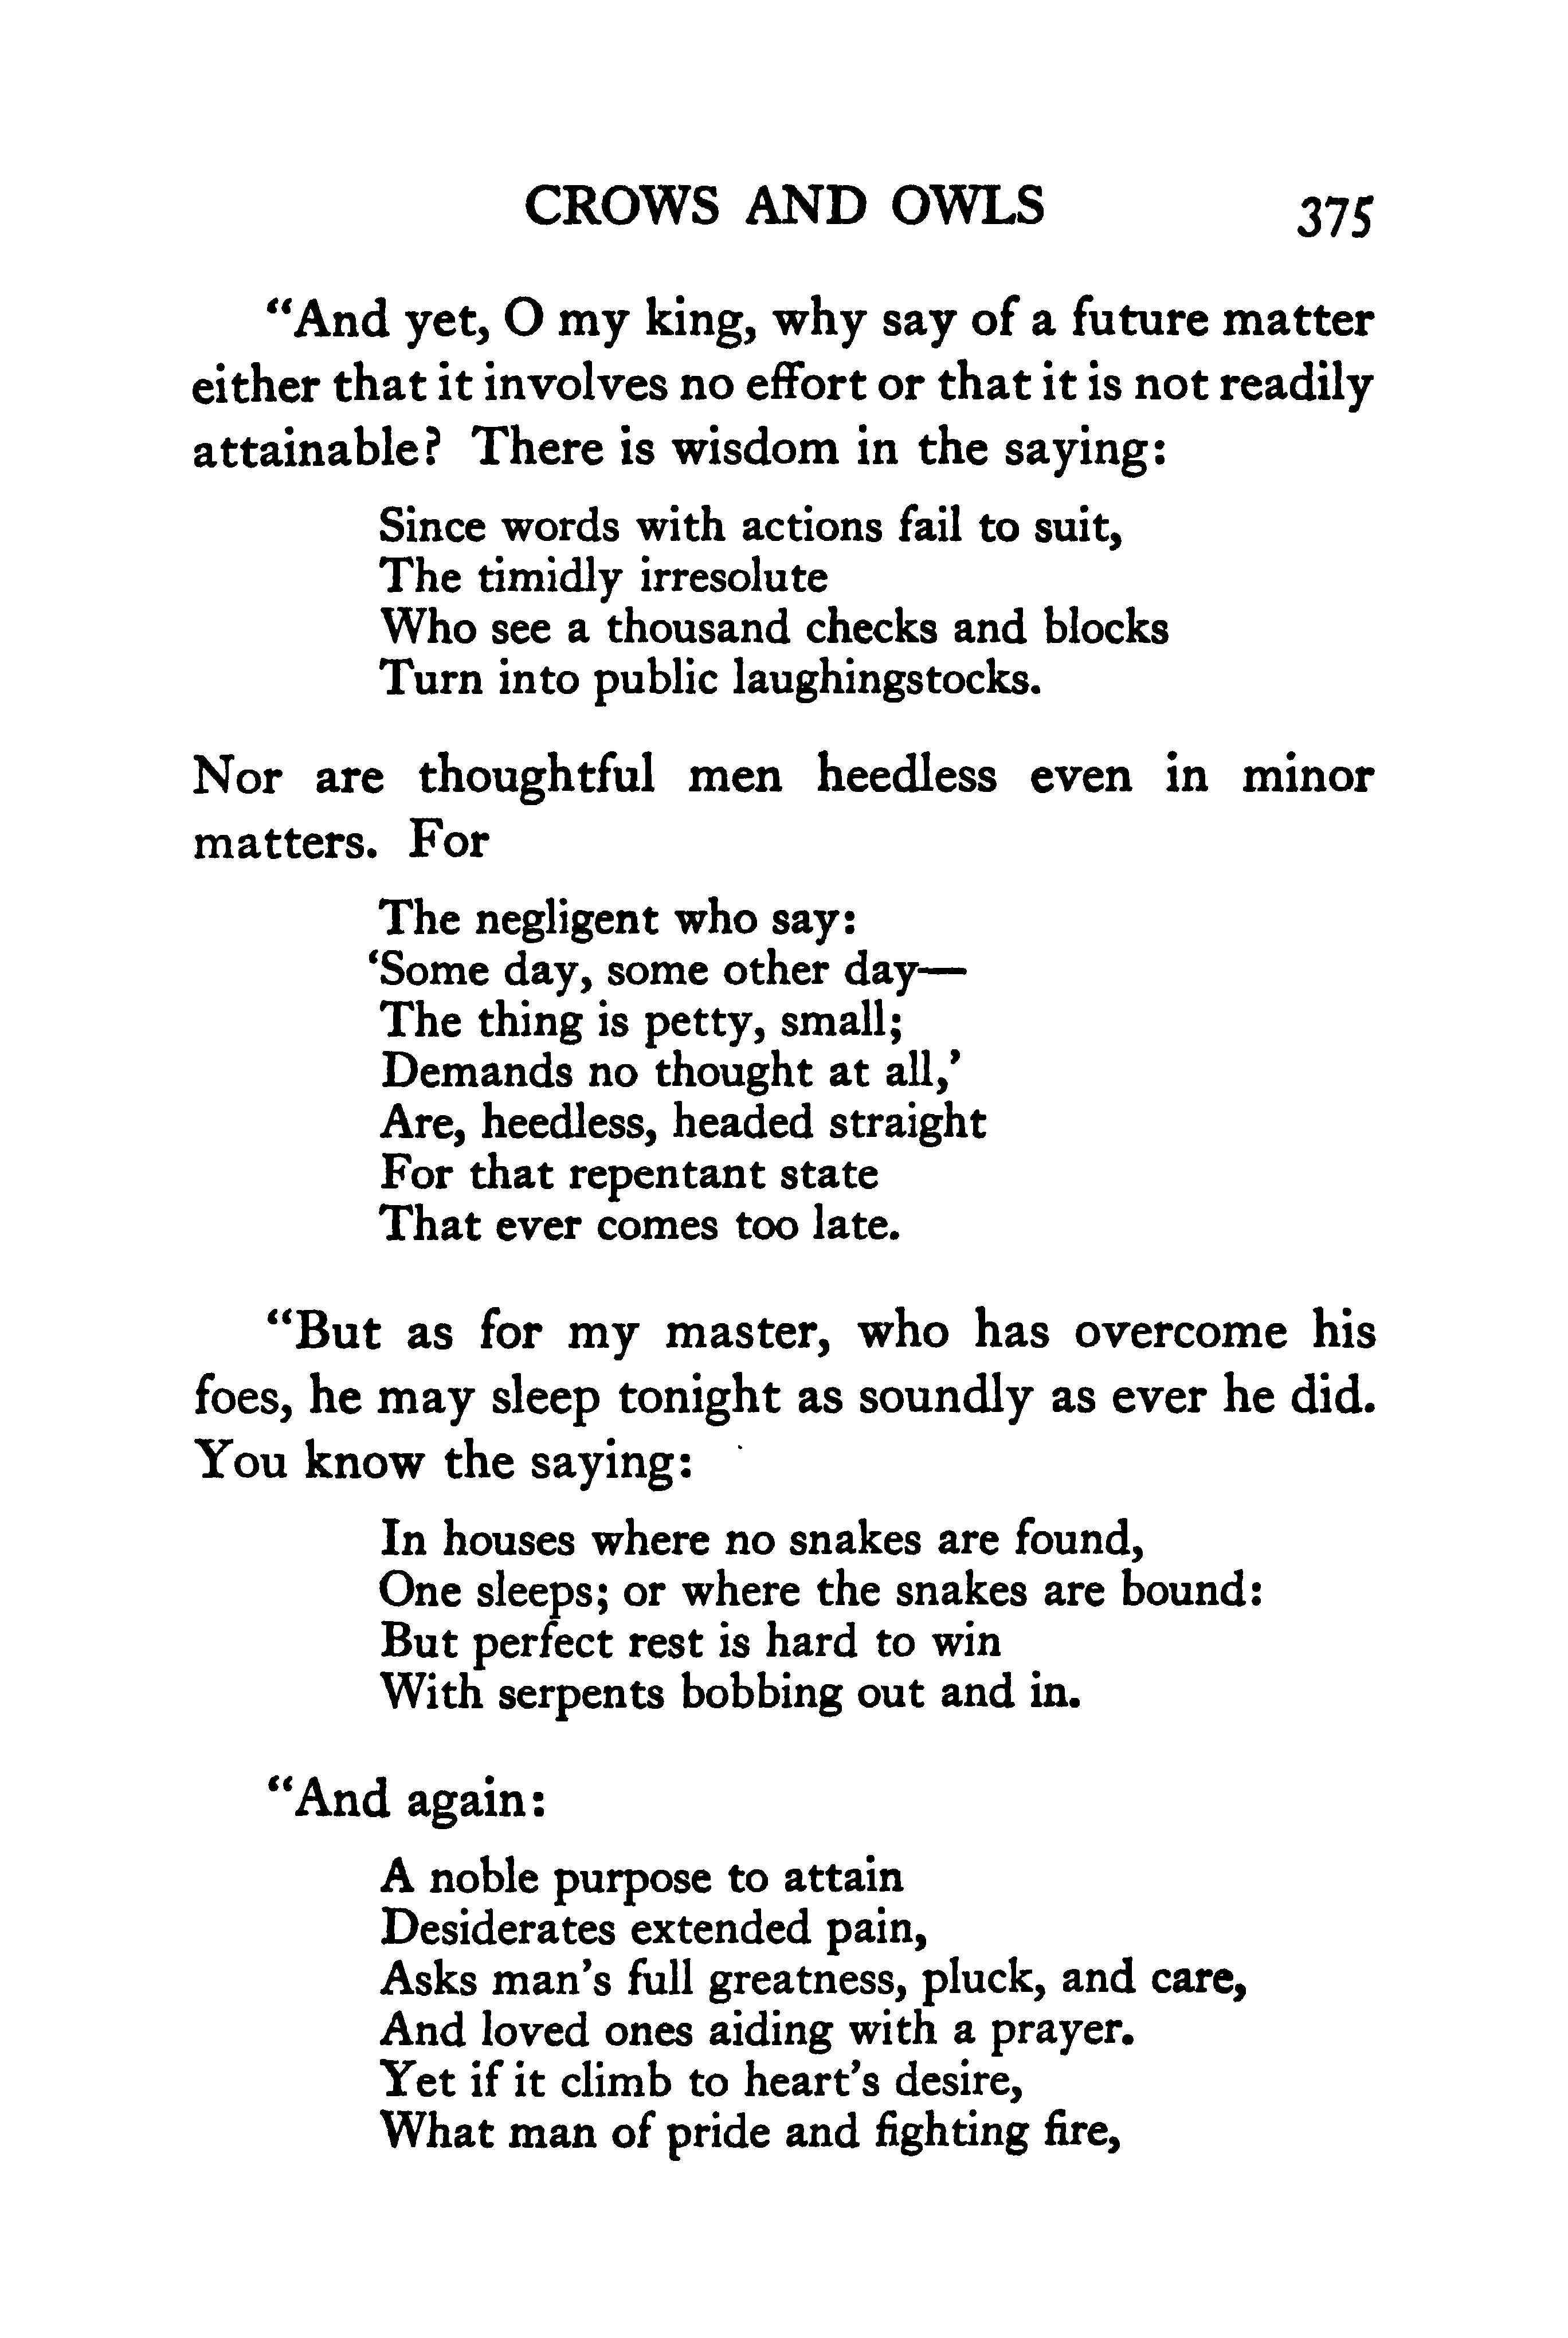 CROWS AND OWLS 375
“And yet, O my king, why say of a future matter
either that it involves no effort or that it is not readily
attainable? There is wisdom in the saying:
Since words with actions fail to suit,
The timidly irresolute
Who see a thousand checks and blocks
Turn into public laughingstocks.
Nor are thoughtful men heedless even in minor
matters. For
The negligent who say:
‘Some day, some other day—
The thing is petty, small;
Demands no thought at all,’
Are, heedless, headed straight
For that repentant state
That ever comes too late.
“But as for my master, who has overcome his
foes, he may sleep tonight as soundly as ever he did.
You know the saying:
In houses where no snakes are found,
One sleeps; or where the snakes are bound:
But perfect rest is hard to win
With serpents bobbing out and in.
“And again:
A noble purpose to attain
Desiderates extended pain,
Asks man’s full greatness, pluck, and care,
And loved ones aiding with a prayer.
Yet if it climb to heart’s desire,
What man of pride and fighting fire,